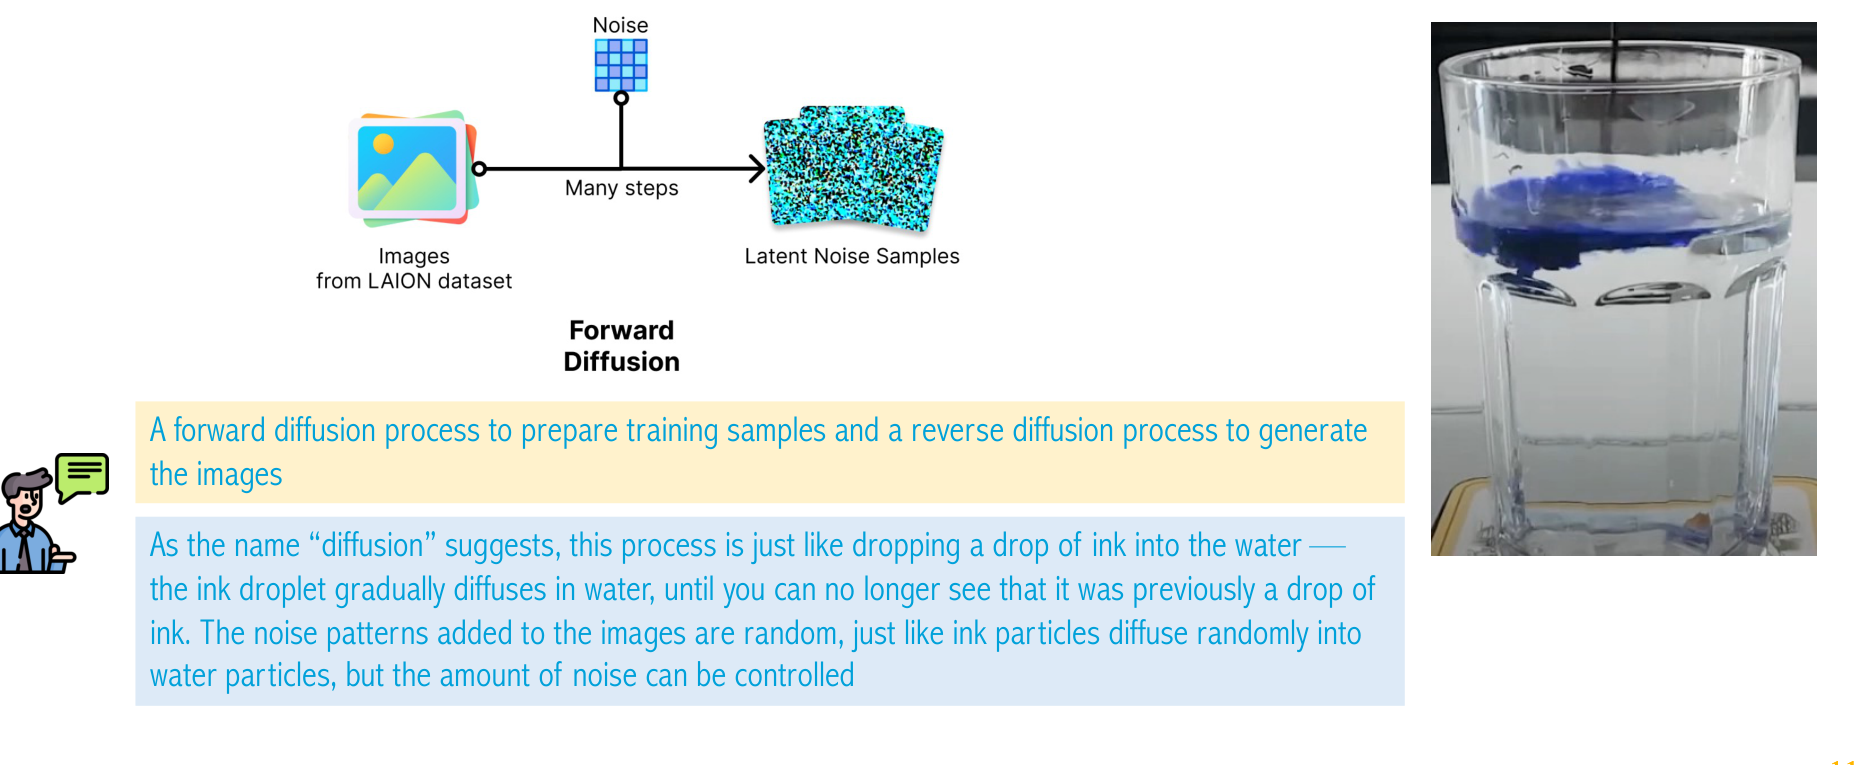 Noise
Many steps
Images
from LAION dataset
Latent Noise Samples
Forward
Diffusion
A forward diffusion process to prepare training samples and a reverse diffusion process to generate
the images
As the name “diffusion” suggests, this process is just like dropping a drop of ink into the water —
the ink droplet gradually diffuses in water, until you can no longer see that it was previously a drop of
ink. The noise patterns added to the images are random, just like ink particles diffuse randomly into
water particles, but the amount of noise can be controlled